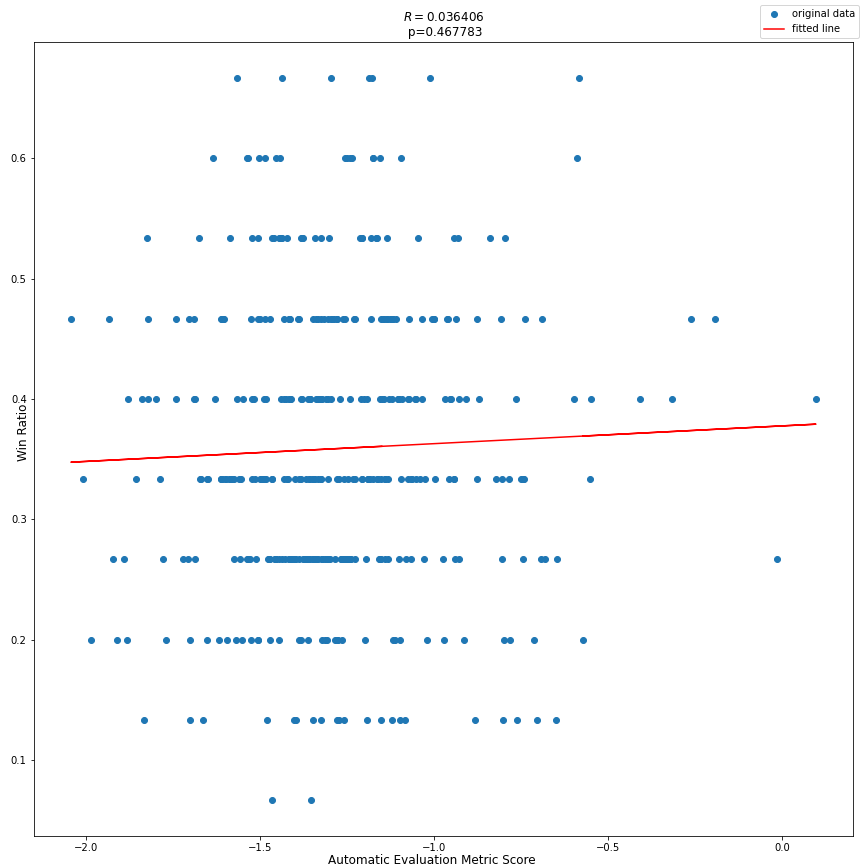 R = 0.036406
p=0.467783
original data
fitted line
Win Ratio
0.6
0.5
0.4
0.3
0.2
0.1
−2.0
−1.5
−1.0
−0.5
0.0
Automatic Evaluation Metric Score